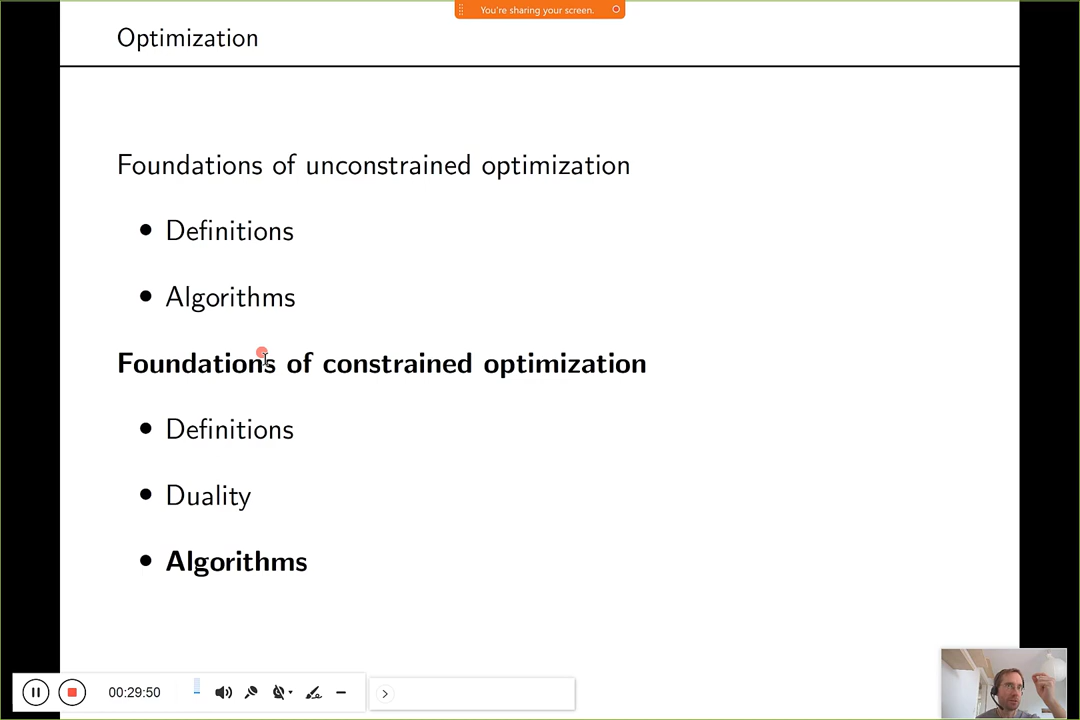 You're sharing your screen.
Optimization
Foundations of unconstrained optimization
• Definitions
• Algorithms
Foundations of constrained optimization
• Definitions
• Duality
• Algorithms
00:29:50